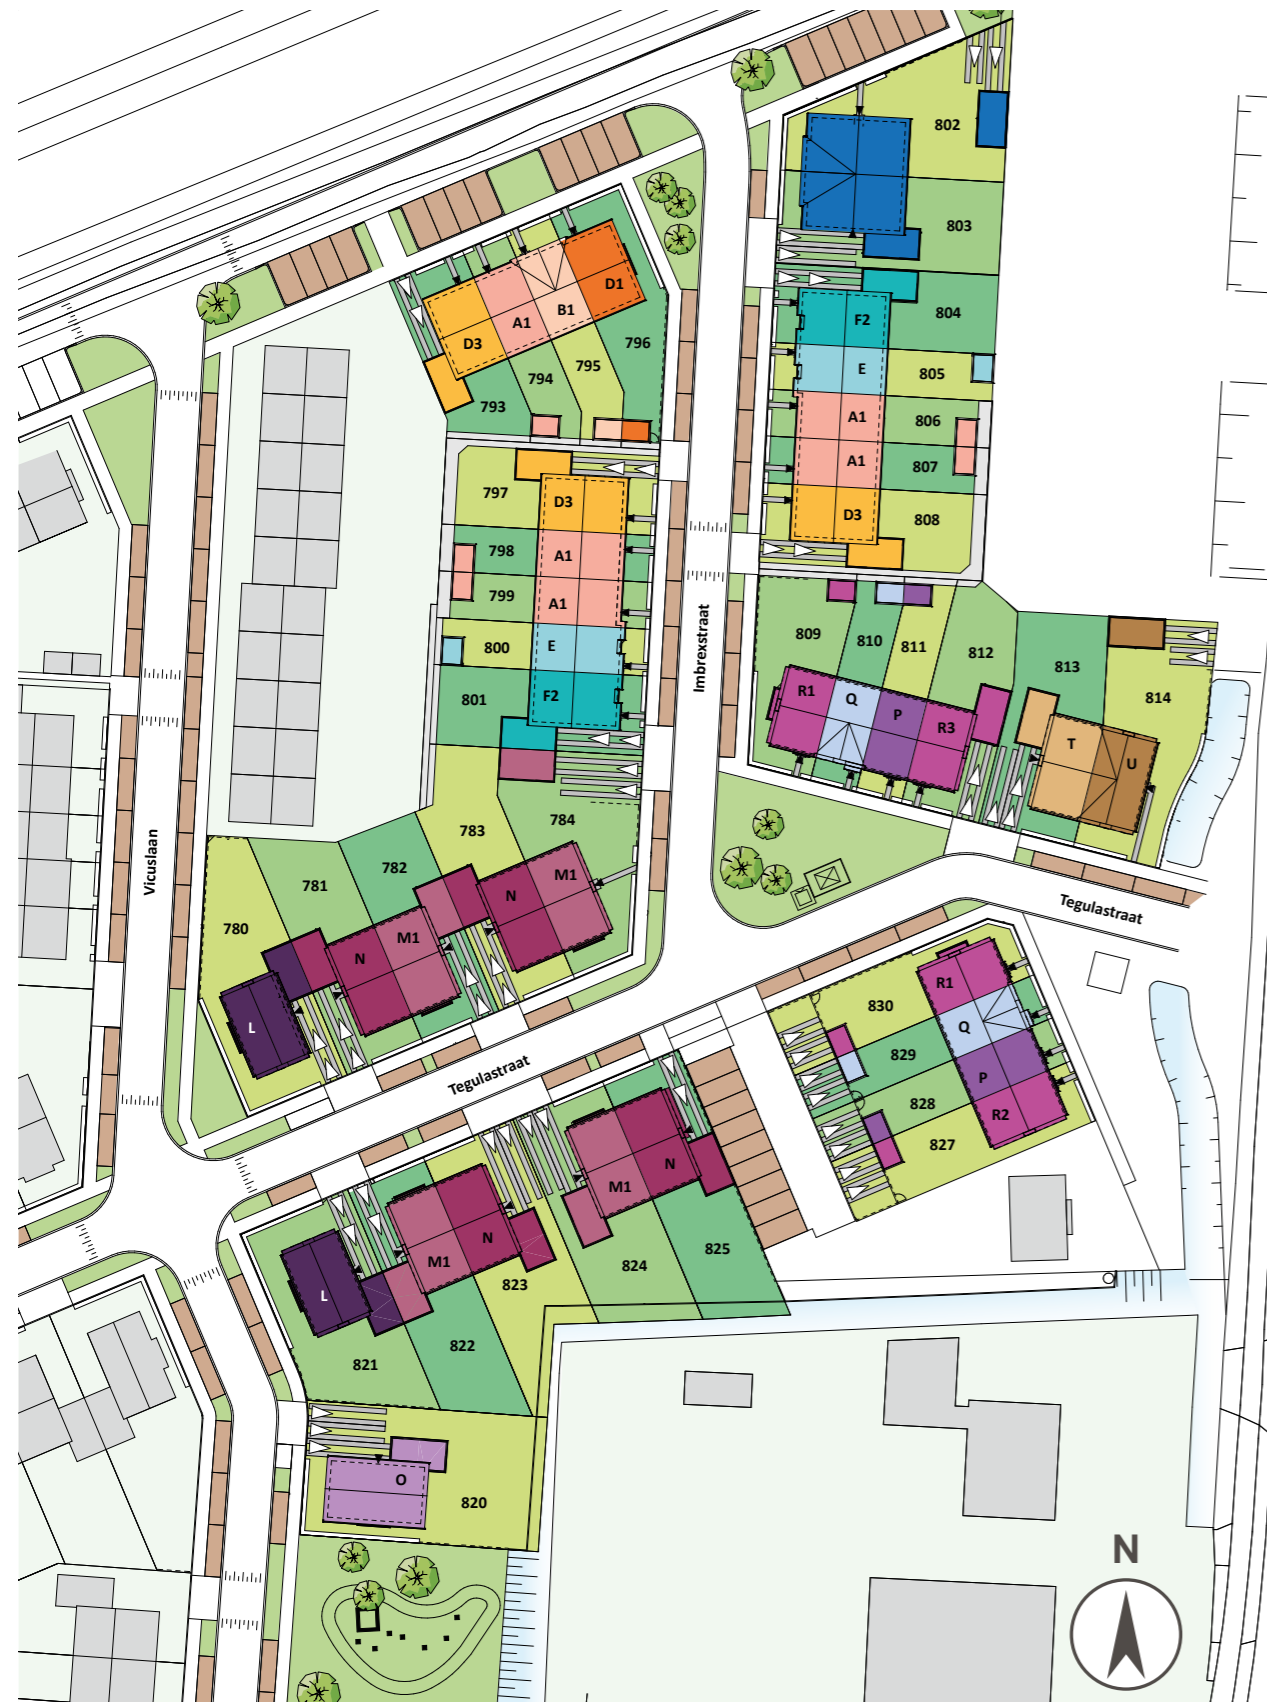 802
803
804
F2
E
805
A1
806
A1
807
D3
808
D1
B1
A1
D3
796
795
794
793
797
D3
798
A1
799
A1
800
E
801
F2
Imbrexstraat
809
810
811
812
813
814
R1
Q
P
R3
T
U
Vicuslaan
780
781
782
783
784
L
N
M1
N
M1
Tegulastraat
Tegulastraat
830
829
828
827
R1
Q
P
R2
L
M1
N
M1
N
821
822
823
824
825
O
820
N